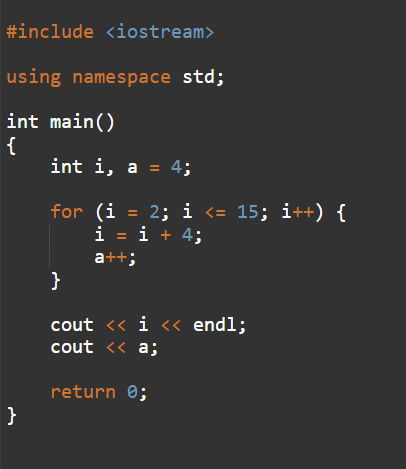 #include <iostream>
using namespace std;
int main()
{
int i, a = 4;
for (i = 2; i <= 15; i++) {
i = i + 4;
a++;
}
cout << i << endl;
cout << a;
return 0;
}